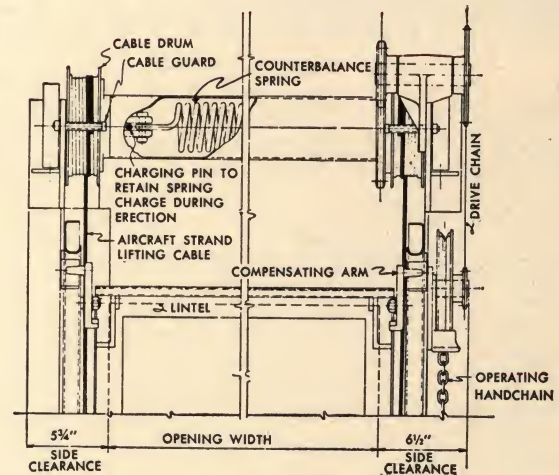 CABLE DRUM
CABLE GUARD
COUNTERBALANCE
SPRING
CHARGING PIN TO
RETAIN SPRING
CHARGE DURING
ERECTION
DRIVE CHAIN
AIRCRAFT STRAND
LIFTING CABLE
COMPENSATING ARM
LINTEL
OPERATING
HANDCHAIN
5¾"
SIDE
CLEARANCE
OPENING WIDTH
6½"
SIDE
CLEARANCE